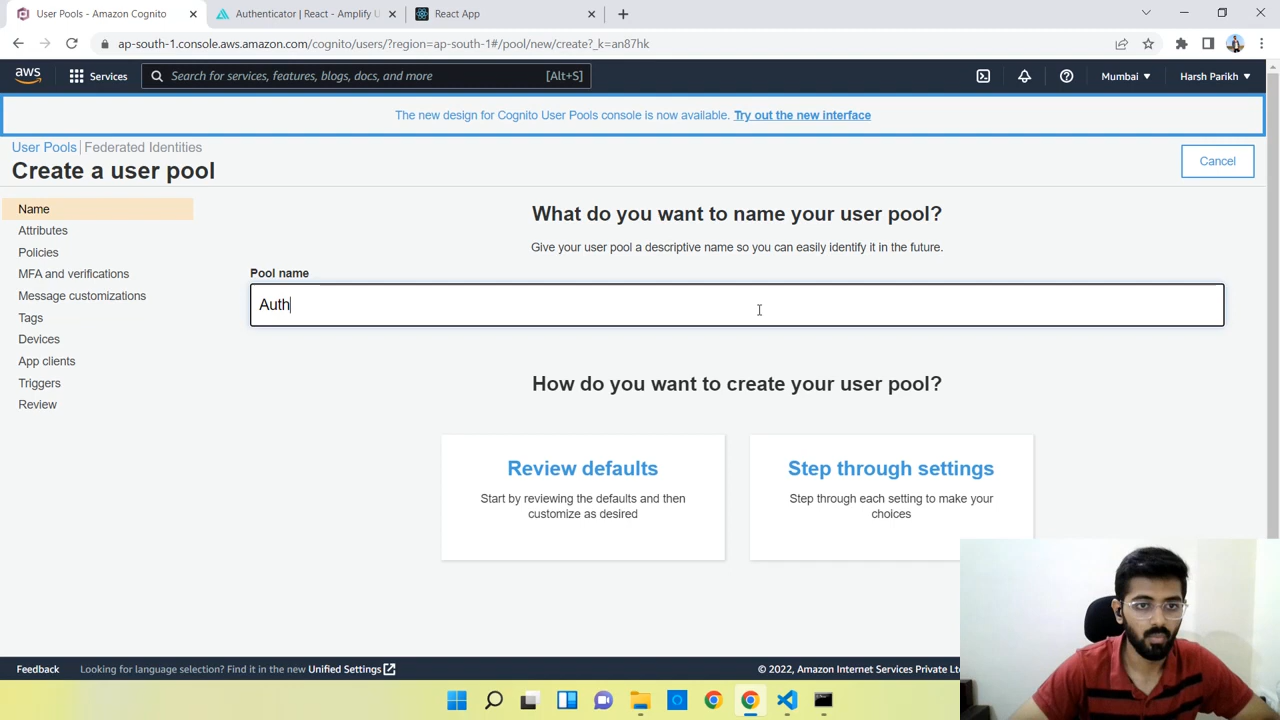 User Pools - Amazon Cognito
Authenticator | React - Amplify U
React App
ap-south-1.console.aws.amazon.com/cognito/users/?region=ap-south-1#/pool/new/create?_k=an87hk
aws
Services
Search for services, features, blogs, docs, and more
[Alt+S]
Mumbai
Harsh Parikh
The new design for Cognito User Pools console is now available. Try out the new interface
User Pools | Federated Identities
Create a user pool
Cancel
Name
Attributes
Policies
MFA and verifications
Message customizations
Tags
Devices
App clients
Triggers
Review
What do you want to name your user pool?
Give your user pool a descriptive name so you can easily identify it in the future.
Pool name
Auth
How do you want to create your user pool?
Review defaults
Start by reviewing the defaults and then
customize as desired
Step through settings
Step through each setting to make your
choices
Feedback
Looking for language selection? Find it in the new Unified Settings
© 2022, Amazon Internet Services Private Lt